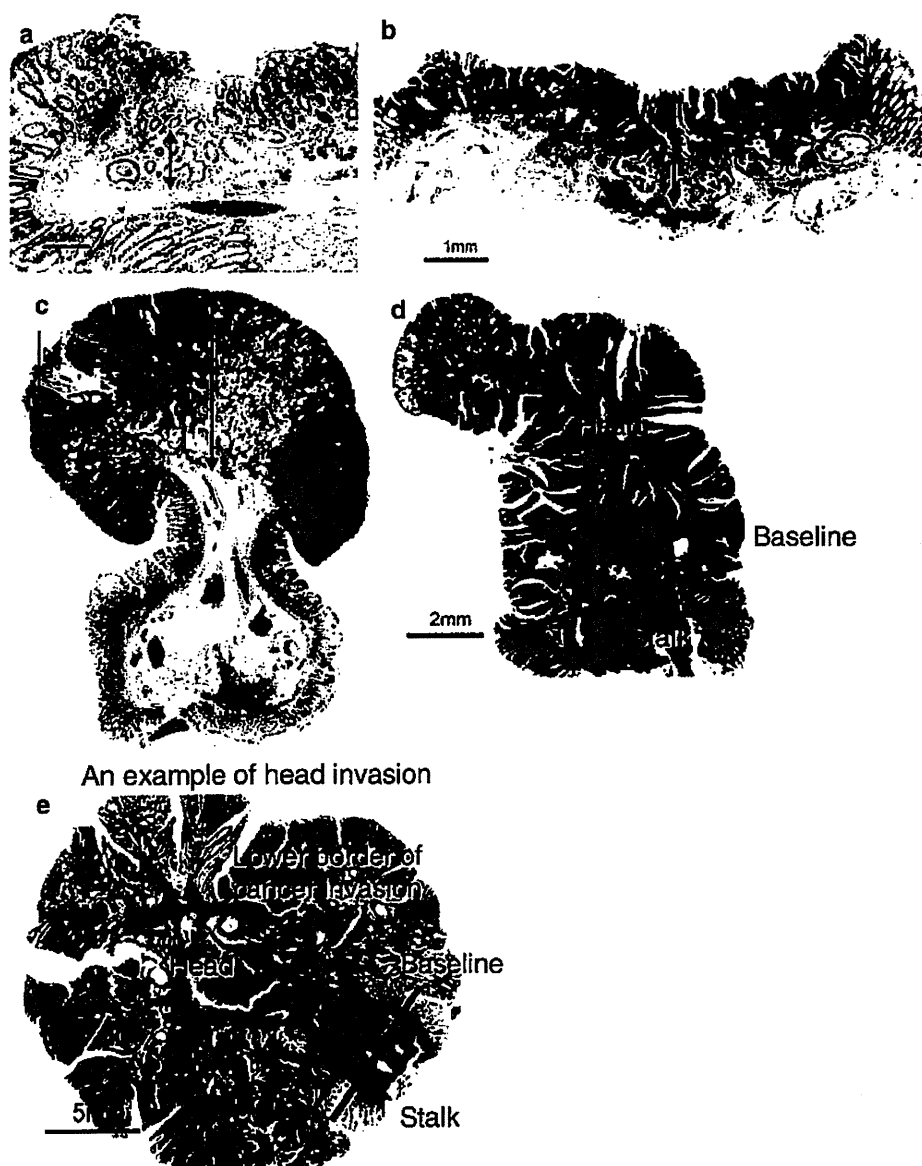 a
b
1mm
c
d
Head
Baseline
2mm
Stalk
An example of head invasion
e
Lower border of
cancer invasion
Head
Baseline
Stalk